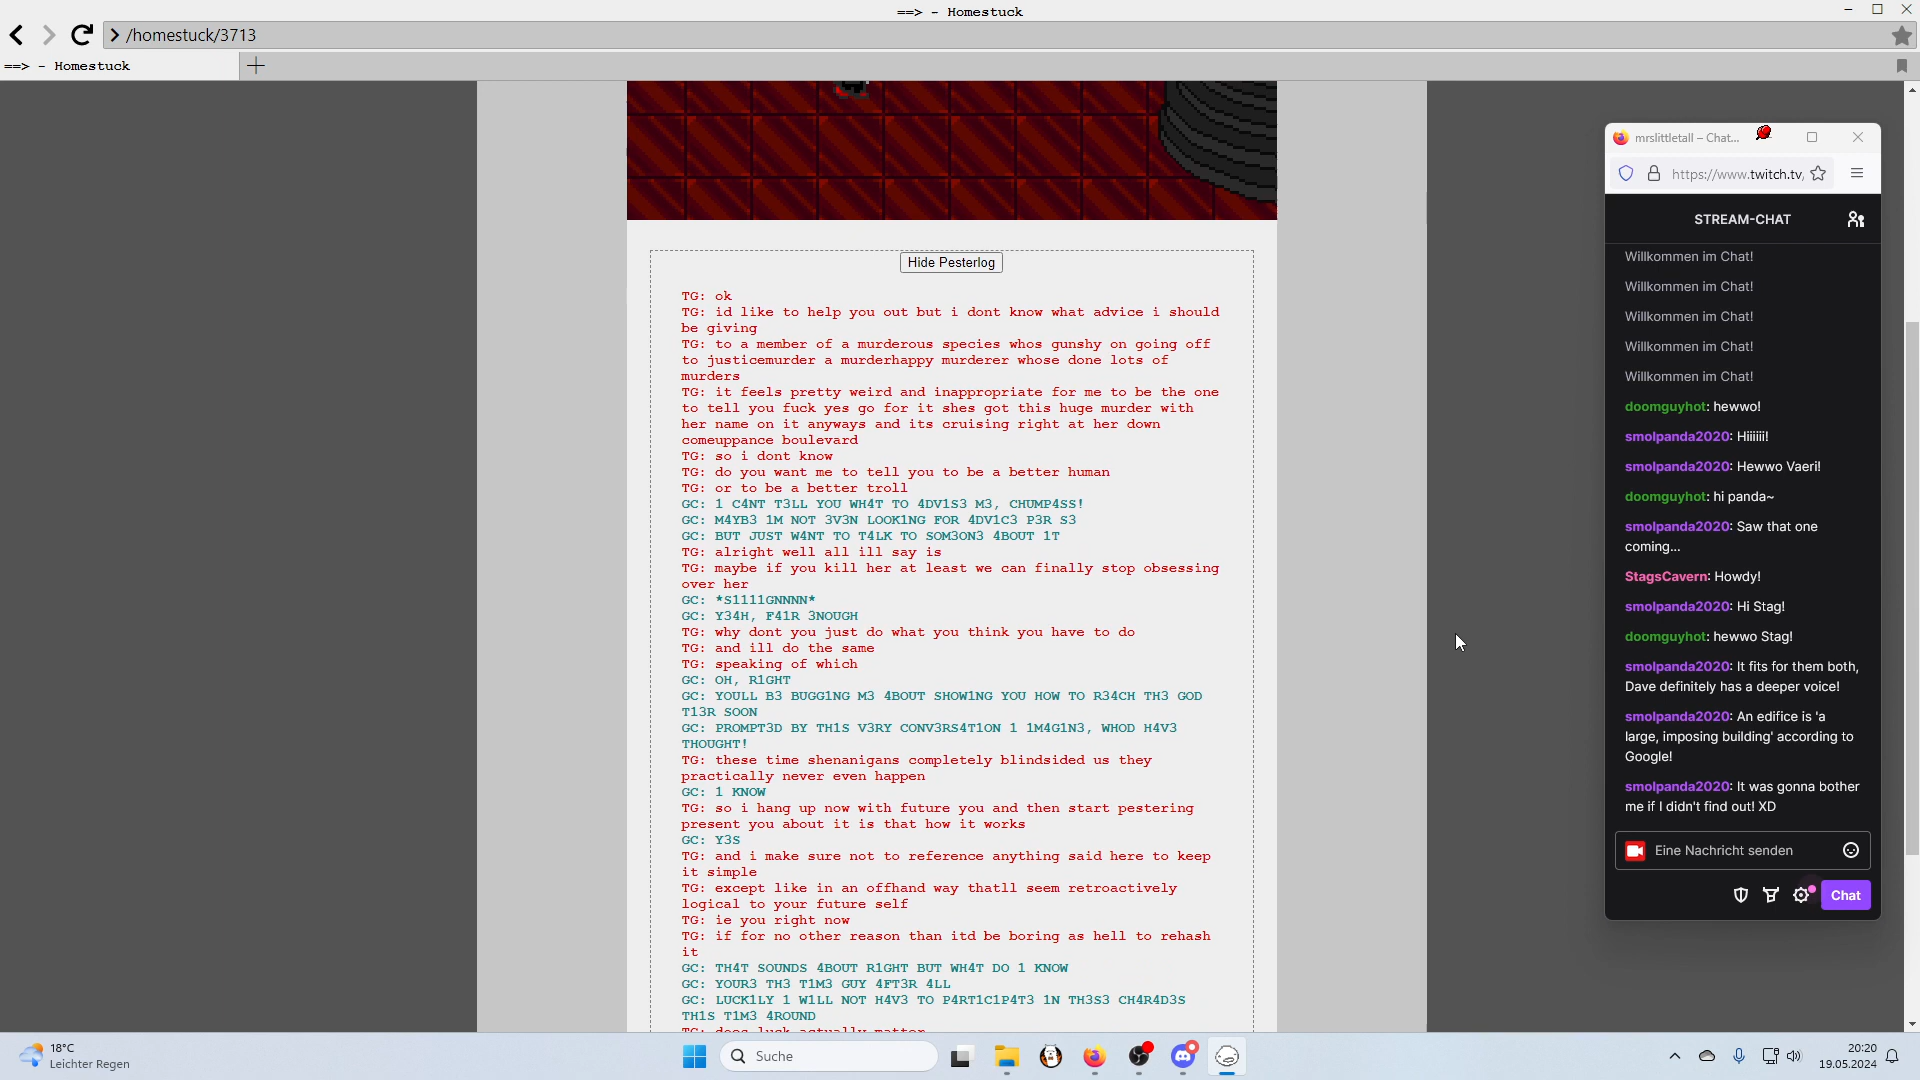 ==> - Homestuck
/homestuck/3713
==> - Homestuck
Hide Pesterlog
TG: ok
TG: id like to help you out but i dont know what advice i should
be giving
TG: to a member of a murderous species whos gunshy on going off
to justicemurder a murderhappy murderer whose done lots of
murders
TG: it feels pretty weird and inappropriate for me to be the one
to tell you fuck yes go for it shes got this huge murder with
her name on it anyways and its cruising right at her down
comeuppance boulevard
TG: so i dont know
TG: do you want me to tell you to be a better human
TG: or to be a better troll
GC: 1 C4NT T3LL YOU WH4T TO 4DV1S3 M3, CHUMP4SS!
GC: M4YB3 1M NOT 3V3N LOOK1NG FOR 4DV1C3 P3R S3
GC: BUT JUST W4NT TO T4LK TO SOM3ON3 4BOUT 1T
TG: alright well all ill say is
TG: maybe if you kill her at least we can finally stop obsessing
over her
GC: *S1111GNNNN*
GC: Y34H, F41R 3NOUGH
TG: why dont you just do what you think you have to do
TG: and ill do the same
TG: speaking of which
GC: OH, R1GHT
GC: YOULL B3 BUGG1NG M3 4BOUT SHOW1NG YOU HOW TO R34CH TH3 GOD
T13R SOON
GC: PROMPT3D BY TH1S V3RY CONV3RS4T1ON 1 1M4G1N3, WHOD H4V3
THOUGHT!
TG: these time shenanigans completely blindsided us they
practically never even happen
GC: 1 KNOW
TG: so i hang up now with future you and then start pestering
present you about it is that how it works
GC: Y3S
TG: and i make sure not to reference anything said here to keep
it simple
TG: except like in an offhand way thatll seem retroactively
logical to your future self
TG: ie you right now
TG: if for no other reason than itd be boring as hell to rehash
it
GC: TH4T SOUNDS 4BOUT R1GHT BUT WH4T DO 1 KNOW
GC: YOUR3 TH3 T1M3 GUY 4FT3R 4LL
GC: LUCK1LY 1 W1LL NOT H4V3 TO P4RT1C1P4T3 1N TH3S3 CH4R4D3S
TH1S T1M3 4ROUND
TG: does luck actually matter
mrslittletall – Chat...
https://www.twitch.tv/
STREAM-CHAT
Willkommen im Chat!
Willkommen im Chat!
Willkommen im Chat!
Willkommen im Chat!
Willkommen im Chat!
doomguyhot: hewwo!
smolpanda2020: Hiiiiii!
smolpanda2020: Hewwo Vaeri!
doomguyhot: hi panda~
smolpanda2020: Saw that one
coming...
StagsCavern: Howdy!
smolpanda2020: Hi Stag!
doomguyhot: hewwo Stag!
smolpanda2020: It fits for them both,
Dave definitely has a deeper voice!
smolpanda2020: An edifice is 'a
large, imposing building' according to
Google!
smolpanda2020: It was gonna bother
me if I didn't find out! XD
Eine Nachricht senden
Chat
18°C
Leichter Regen
Suche
20:20
19.05.2024